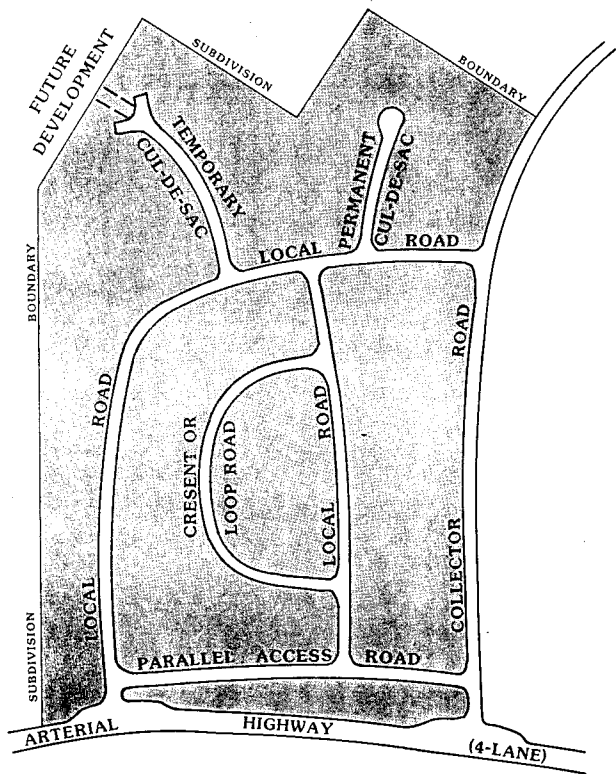 FUTURE
DEVELOPMENT
SUBDIVISION
BOUNDARY
TEMPORARY
CUL-DE-SAC
PERMANENT
CUL-DE-SAC
LOCAL ROAD
BOUNDARY
ROAD
ROAD
CRESENT OR
LOOP ROAD
LOCAL ROAD
COLLECTOR
LOCAL
SUBDIVISION
PARALLEL ACCESS ROAD
ARTERIAL HIGHWAY (4-LANE)